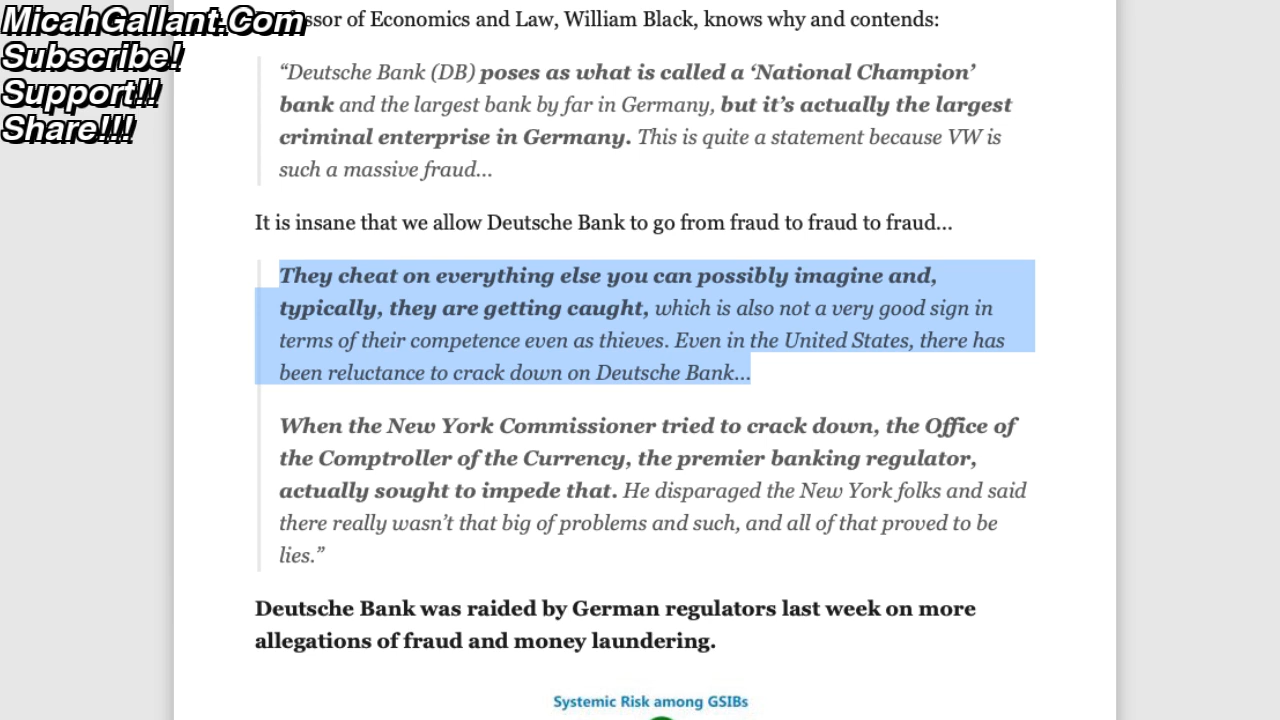 MicahGallant.Com
Subscribe!
Support!!
Share!!!
of Economics and Law, William Black, knows why and contends:
“Deutsche Bank (DB) poses as what is called a ‘National Champion’
bank and the largest bank by far in Germany, but it’s actually the largest
criminal enterprise in Germany. This is quite a statement because VW is
such a massive fraud...
It is insane that we allow Deutsche Bank to go from fraud to fraud to fraud...
They cheat on everything else you can possibly imagine and,
typically, they are getting caught, which is also not a very good sign in
terms of their competence even as thieves. Even in the United States, there has
been reluctance to crack down on Deutsche Bank...
When the New York Commissioner tried to crack down, the Office of
the Comptroller of the Currency, the premier banking regulator,
actually sought to impede that. He disparaged the New York folks and said
there really wasn’t that big of problems and such, and all of that proved to be
lies.”
Deutsche Bank was raided by German regulators last week on more
allegations of fraud and money laundering.
Systemic Risk among GSIBs